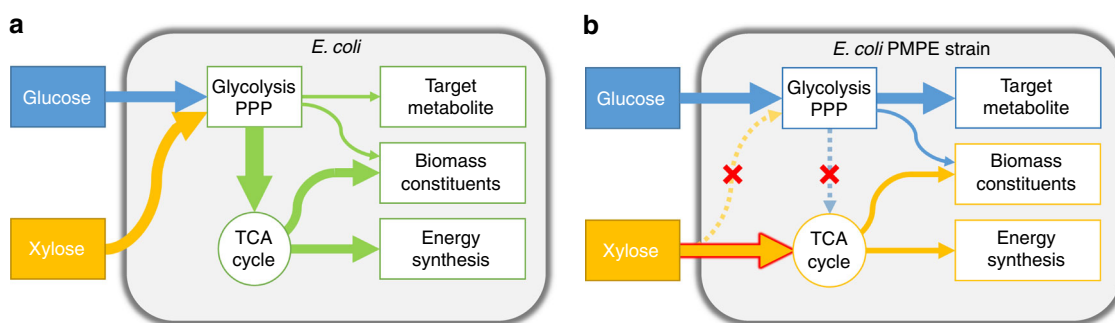 a
E. coli
Glucose
Glycolysis
PPP
Target
metabolite
Biomass
constituents
Xylose
TCA
cycle
Energy
synthesis
b
E. coli PMPE strain
Glucose
Glycolysis
PPP
Target
metabolite
Biomass
constituents
Xylose
TCA
cycle
Energy
synthesis